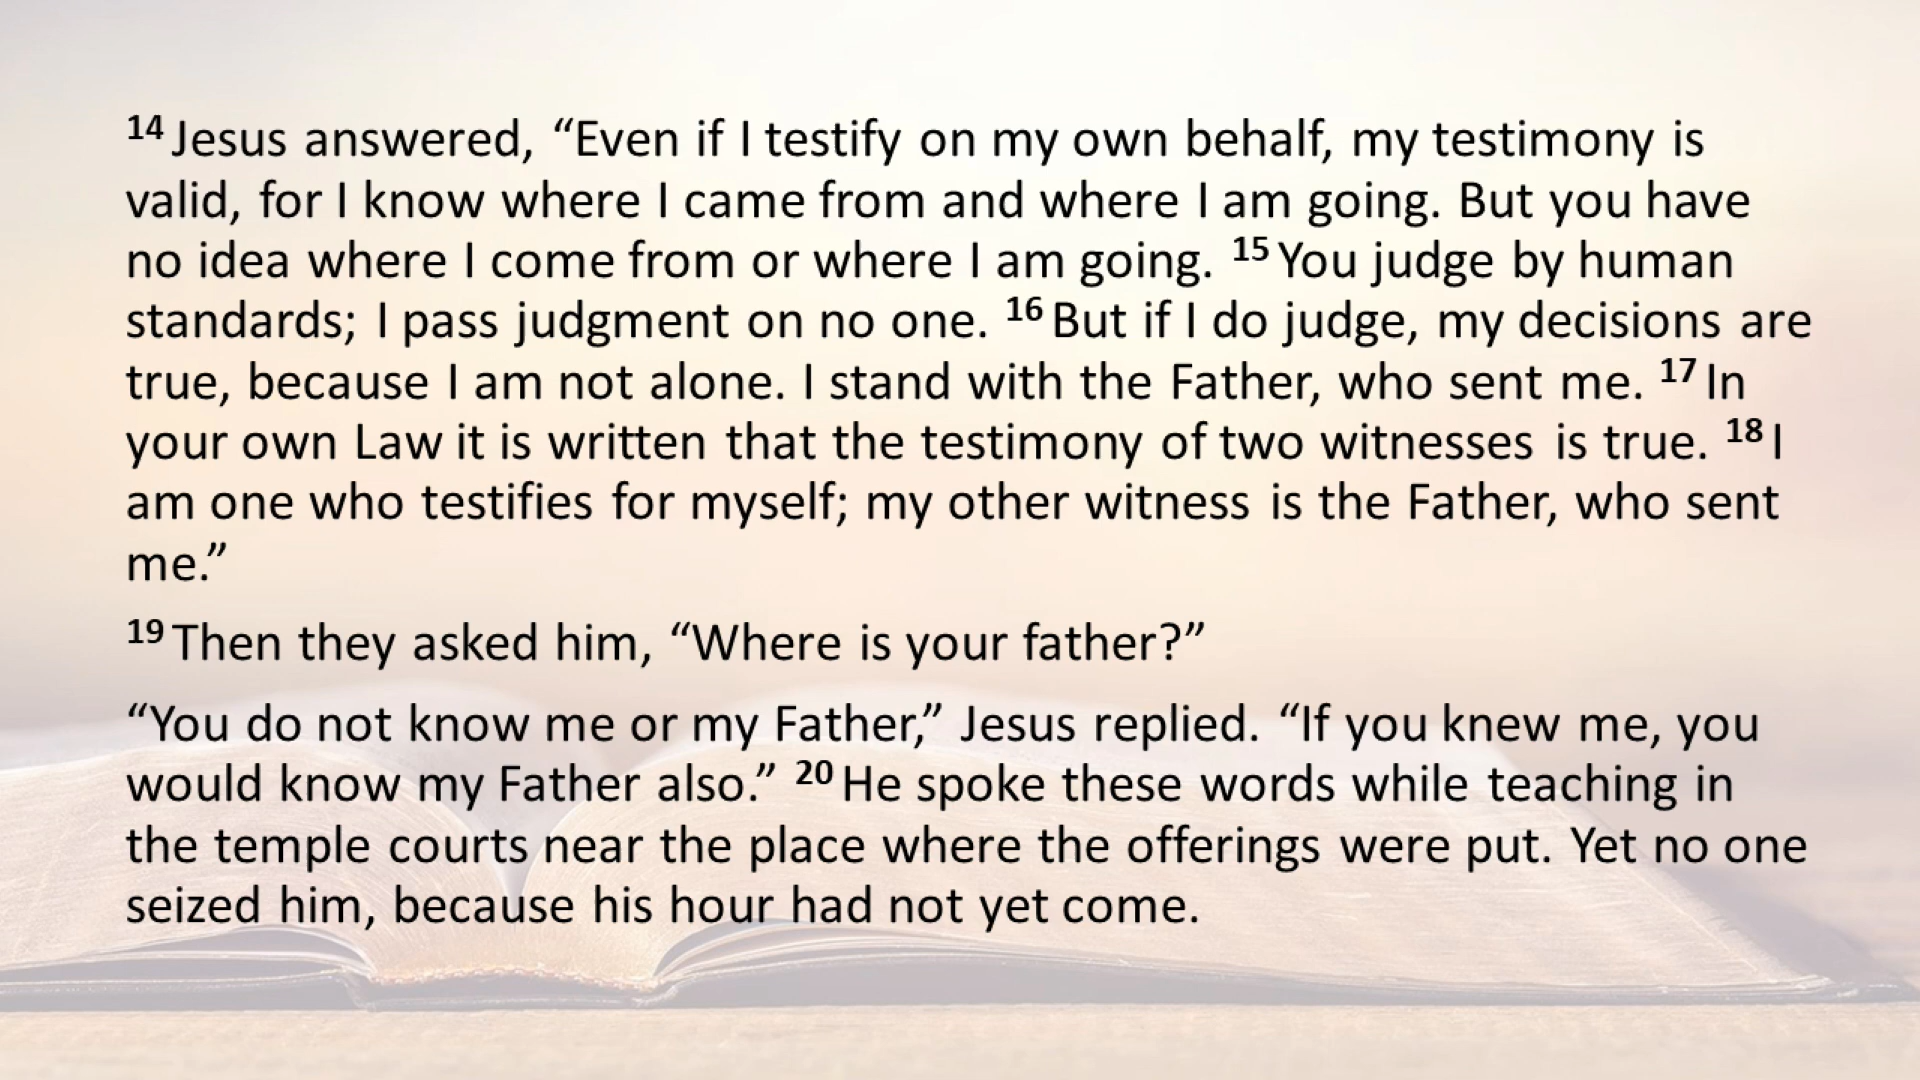 14 Jesus answered, “Even if I testify on my own behalf, my testimony is
valid, for I know where I came from and where I am going. But you have
no idea where I come from or where I am going. 15 You judge by human
standards; I pass judgment on no one. 16 But if I do judge, my decisions are
true, because I am not alone. I stand with the Father, who sent me. 17 In
your own Law it is written that the testimony of two witnesses is true. 18 I
am one who testifies for myself; my other witness is the Father, who sent
me.”
19 Then they asked him, “Where is your father?”
“You do not know me or my Father,” Jesus replied. “If you knew me, you
would know my Father also.” 20 He spoke these words while teaching in
the temple courts near the place where the offerings were put. Yet no one
seized him, because his hour had not yet come.